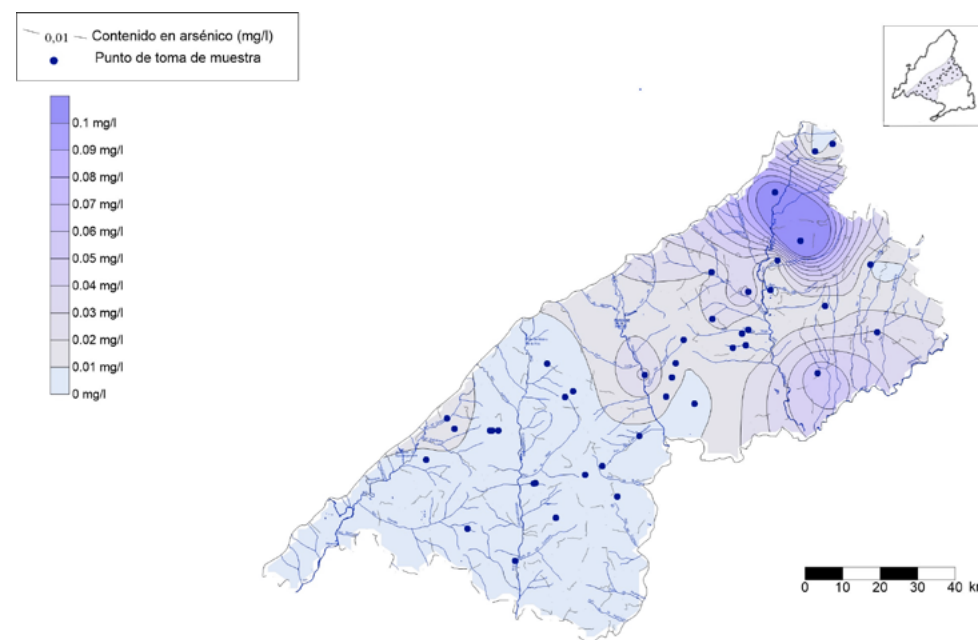 0,01 Contenido en arsénico (mg/l)
Punto de toma de muestra
0.1 mg/l
0.09 mg/l
0.08 mg/l
0.07 mg/l
0.06 mg/l
0.05 mg/l
0.04 mg/l
0.03 mg/l
0.02 mg/l
0.01 mg/l
0 mg/l
0 10 20 30 40 km